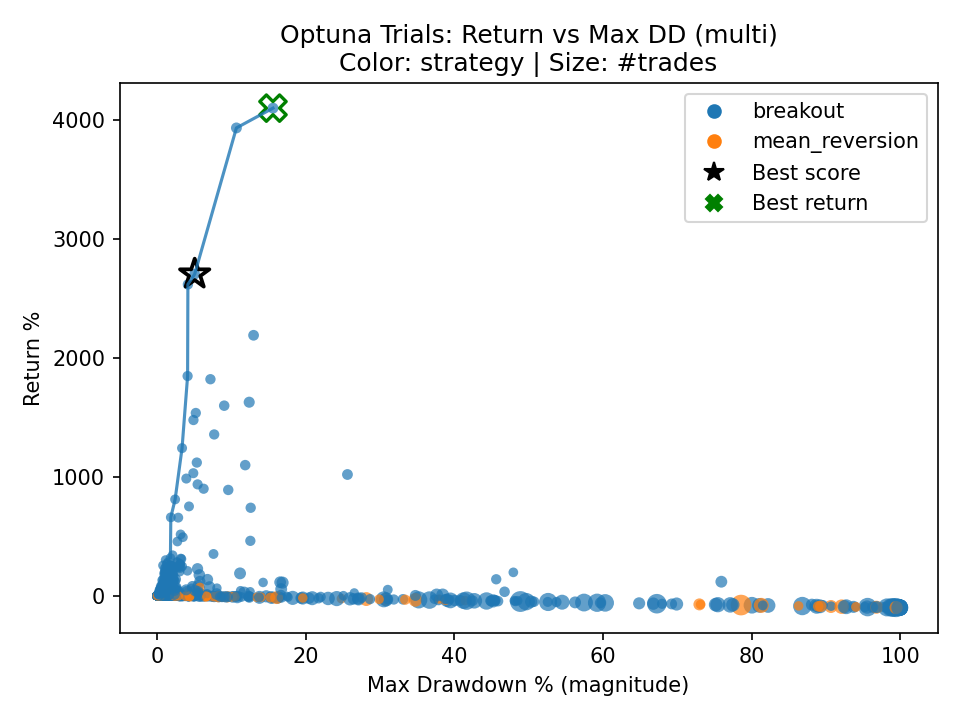 Optuna Trials: Return vs Max DD (multi)
Color: strategy | Size: #trades
breakout
mean_reversion
Best score
Best return
Return %
4000
3000
2000
1000
0
0
20
40
60
80
100
Max Drawdown % (magnitude)